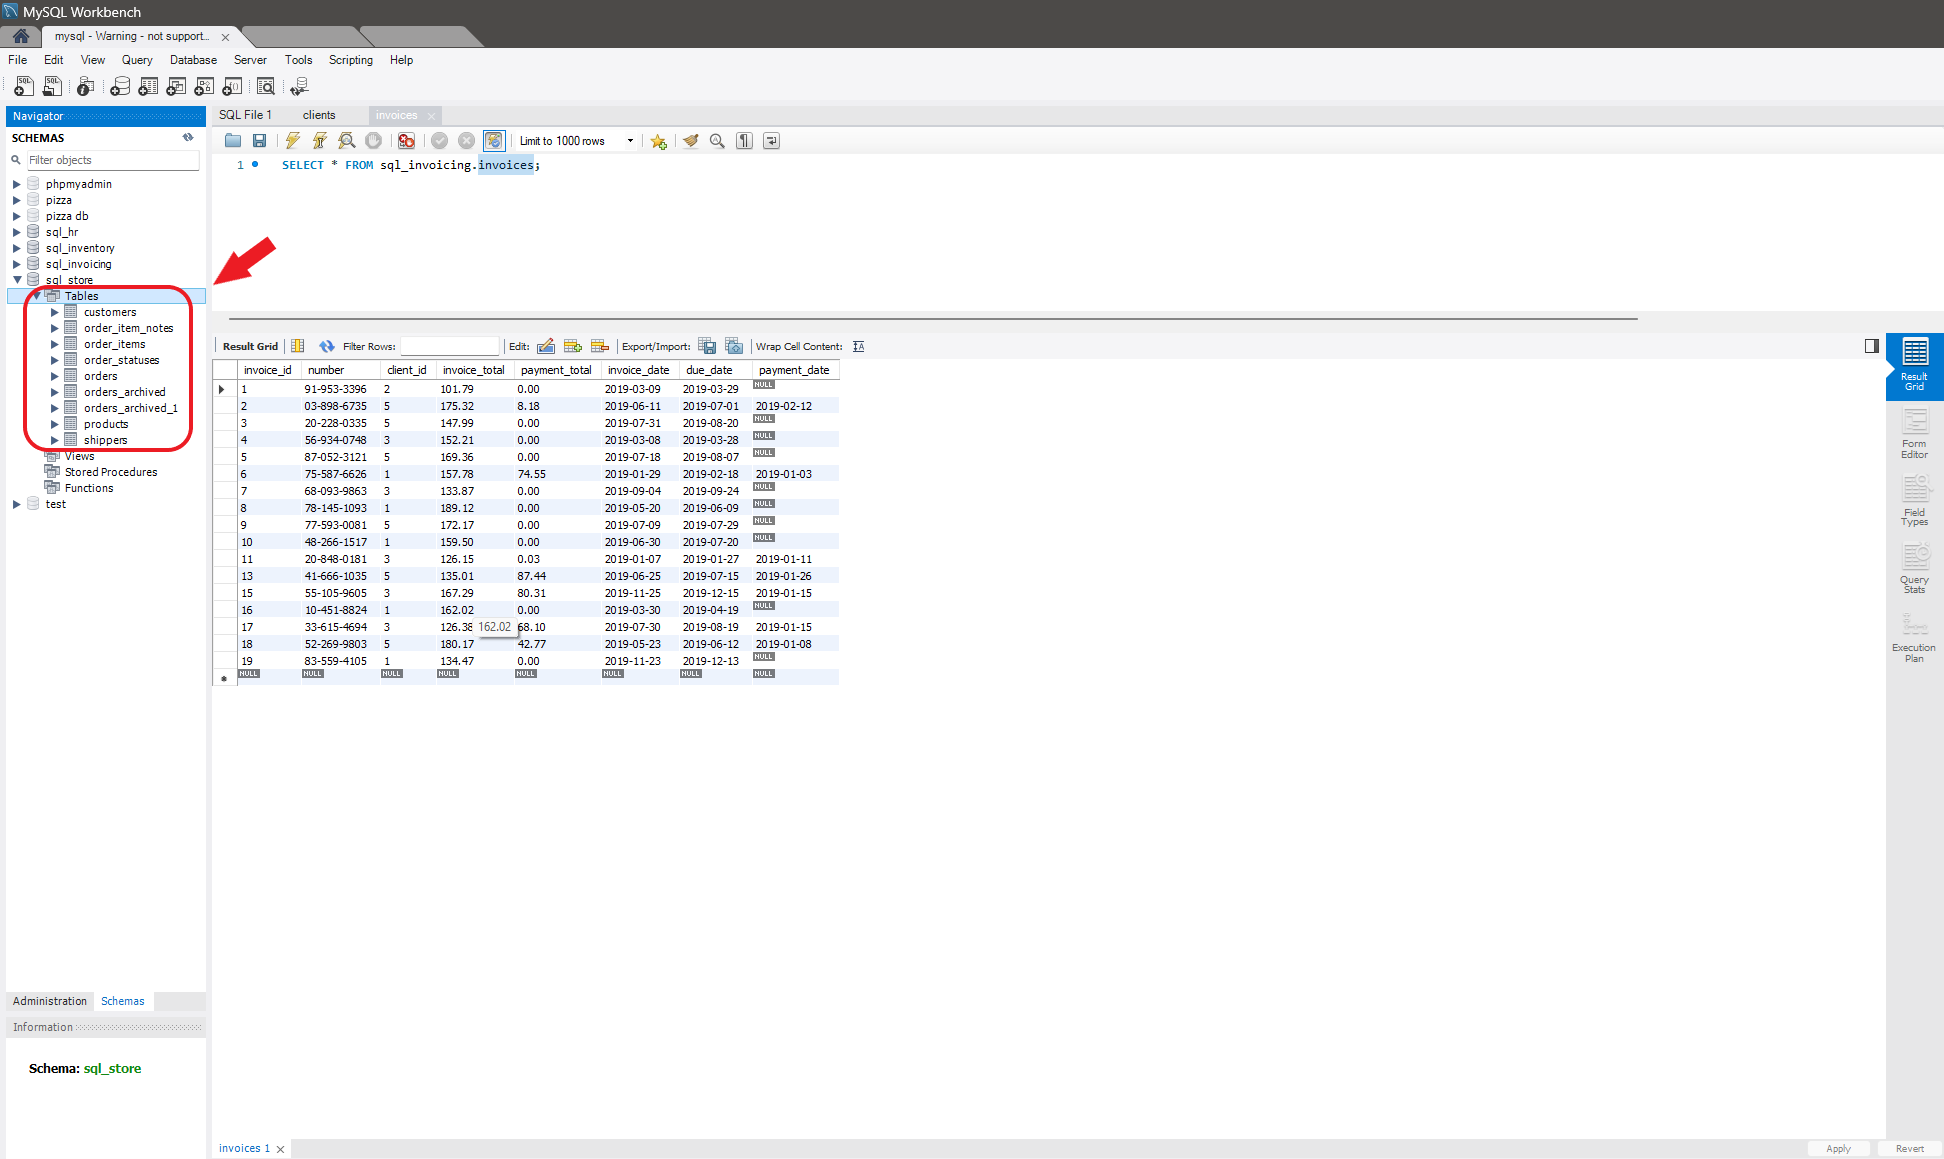 MySQL Workbench
mysql - Warning - not support... ×
File Edit View Query Database Server Tools Scripting Help
Navigator
SCHEMAS
Filter objects
phpmyadmin
pizza
pizza db
sql_hr
sql_inventory
sql_invoicing
sql_store
Tables
customers
order_item_notes
order_items
order_statuses
orders
orders_archived
orders_archived_1
products
shippers
Views
Stored Procedures
Functions
test
Administration Schemas
Information
Schema: sql_store
SQL File 1 clients invoices ×
Limit to 1000 rows
1 SELECT * FROM sql_invoicing.invoices;
Result Grid Filter Rows: Edit: Export/Import: Wrap Cell Content:
invoice_id number client_id invoice_total payment_total invoice_date due_date payment_date
1 91-953-3396 2 101.79 0.00 2019-03-09 2019-03-29 NULL
2 03-898-6735 5 175.32 8.18 2019-06-11 2019-07-01 2019-02-12
3 20-228-0335 5 147.99 0.00 2019-07-31 2019-08-20 NULL
4 56-934-0748 3 152.21 0.00 2019-03-08 2019-03-28 NULL
5 87-052-3121 5 169.36 0.00 2019-07-18 2019-08-07 NULL
6 75-587-6626 1 157.78 74.55 2019-01-29 2019-02-18 2019-01-03
7 68-093-9863 3 133.87 0.00 2019-09-04 2019-09-24 NULL
8 78-145-1093 1 189.12 0.00 2019-05-20 2019-06-09 NULL
9 77-593-0081 5 172.17 0.00 2019-07-09 2019-07-29 NULL
10 48-266-1517 1 159.50 0.00 2019-06-30 2019-07-20 NULL
11 20-848-0181 3 126.15 0.03 2019-01-07 2019-01-27 2019-01-11
13 41-666-1035 5 135.01 87.44 2019-06-25 2019-07-15 2019-01-26
15 55-105-9605 3 167.29 80.31 2019-11-25 2019-12-15 2019-01-15
16 10-451-8824 1 162.02 0.00 2019-03-30 2019-04-19 NULL
17 33-615-4694 3 126.38 162.02 68.10 2019-07-30 2019-08-19 2019-01-15
18 52-269-9803 5 180.17 42.77 2019-05-23 2019-06-12 2019-01-08
19 83-559-4105 1 134.47 0.00 2019-11-23 2019-12-13 NULL
NULL NULL NULL NULL NULL NULL NULL NULL
Result
Grid
Form
Editor
Field
Types
Query
Stats
Execution
Plan
invoices 1 ×
Apply Revert